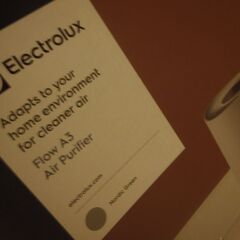 Electrolux
Adapts to your
home environment
for cleaner air
Flow A3
Air Purifier
electrolux.com
Nordic Green